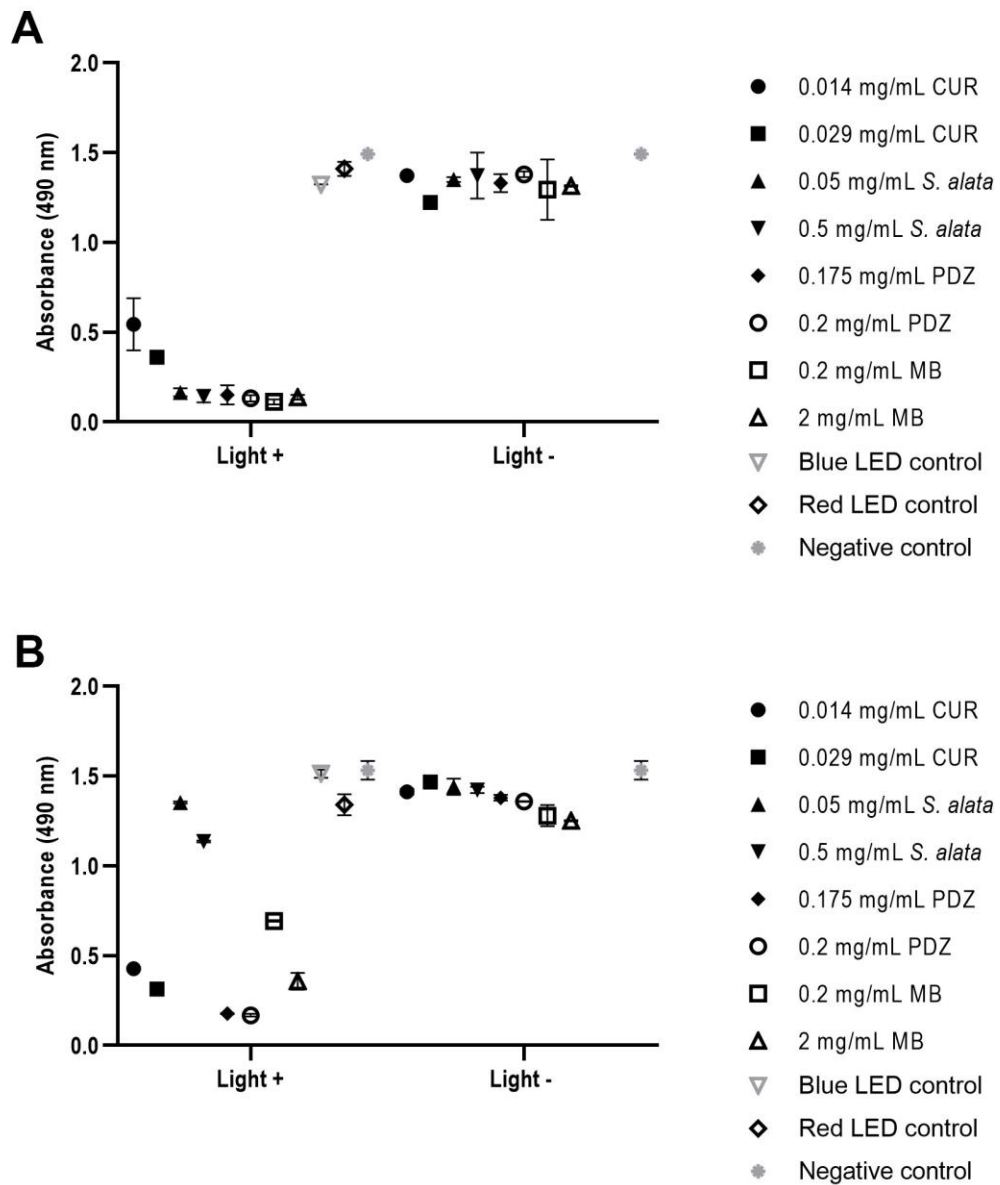 A
2.0
1.5
1.0
0.5
0.0
Absorbance (490 nm)
Light +
Light -
0.014 mg/mL CUR
0.029 mg/mL CUR
0.05 mg/mL S. alata
0.5 mg/mL S. alata
0.175 mg/mL PDZ
0.2 mg/mL PDZ
0.2 mg/mL MB
2 mg/mL MB
Blue LED control
Red LED control
Negative control
B
2.0
1.5
1.0
0.5
0.0
Absorbance (490 nm)
Light +
Light -
0.014 mg/mL CUR
0.029 mg/mL CUR
0.05 mg/mL S. alata
0.5 mg/mL S. alata
0.175 mg/mL PDZ
0.2 mg/mL PDZ
0.2 mg/mL MB
2 mg/mL MB
Blue LED control
Red LED control
Negative control